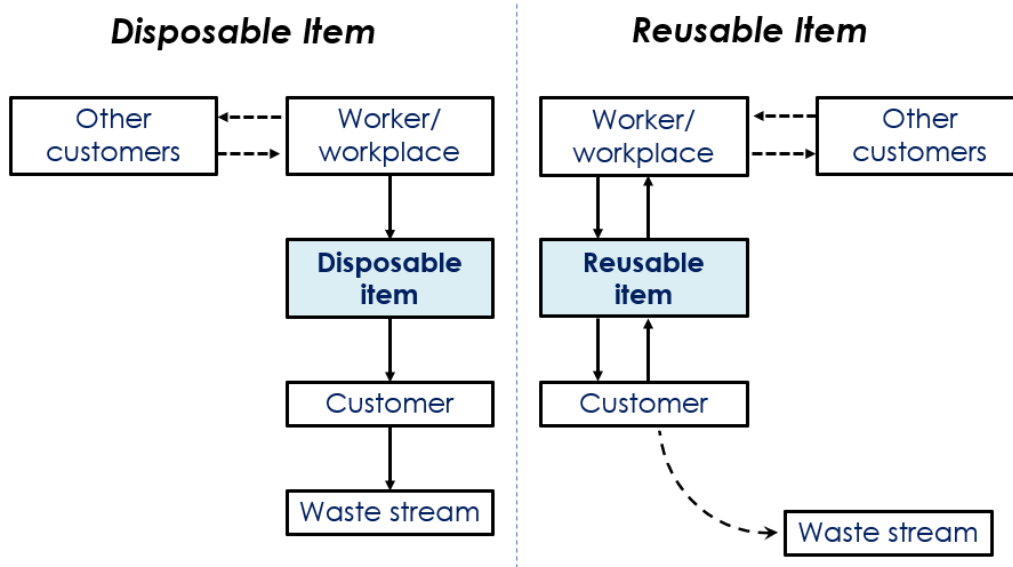 Disposable Item
Other
customers
Worker/
workplace
Disposable
item
Customer
Waste stream
Reusable Item
Worker/
workplace
Other
customers
Reusable
item
Customer
Waste stream